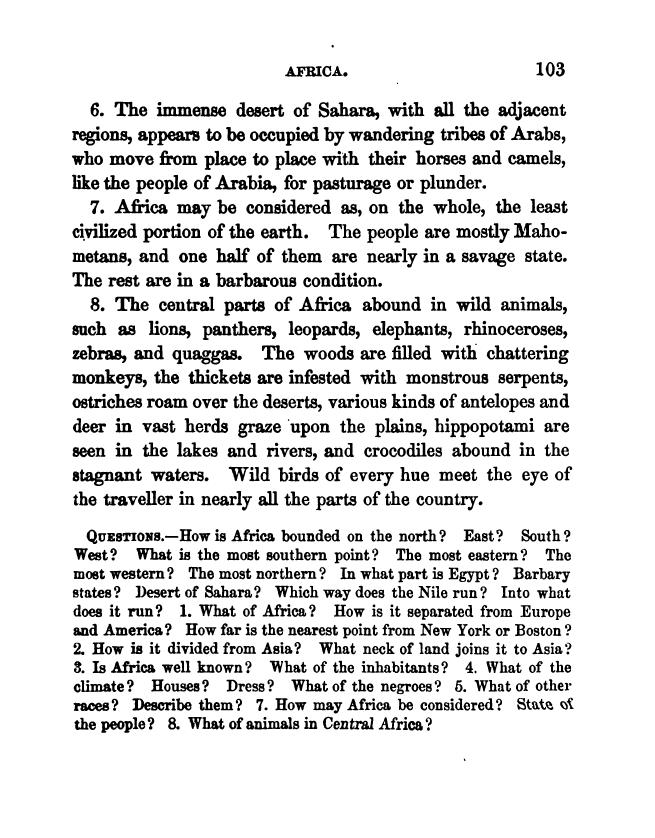 AFRICA. 103
6. The immense desert of Sahara, with all the adjacent
regions, appears to be occupied by wandering tribes of Arabs,
who move from place to place with their horses and camels,
like the people of Arabia, for pasturage or plunder.
7. Africa may be considered as, on the whole, the least
civilized portion of the earth. The people are mostly Maho-
metans, and one half of them are nearly in a savage state.
The rest are in a barbarous condition.
8. The central parts of Africa abound in wild animals,
such as lions, panthers, leopards, elephants, rhinoceroses,
zebras, and quaggas. The woods are filled with chattering
monkeys, the thickets are infested with monstrous serpents,
ostriches roam over the deserts, various kinds of antelopes and
deer in vast herds graze upon the plains, hippopotami are
seen in the lakes and rivers, and crocodiles abound in the
stagnant waters. Wild birds of every hue meet the eye of
the traveller in nearly all the parts of the country.
QUESTIONS.—How is Africa bounded on the north? East? South?
West? What is the most southern point? The most eastern? The
most western? The most northern? In what part is Egypt? Barbary
states? Desert of Sahara? Which way does the Nile run? Into what
does it run? 1. What of Africa? How is it separated from Europe
and America? How far is the nearest point from New York or Boston?
2. How is it divided from Asia? What neck of land joins it to Asia?
3. Is Africa well known? What of the inhabitants? 4. What of the
climate? Houses? Dress? What of the negroes? 5. What of other
races? Describe them? 7. How may Africa be considered? State of
the people? 8. What of animals in Central Africa?